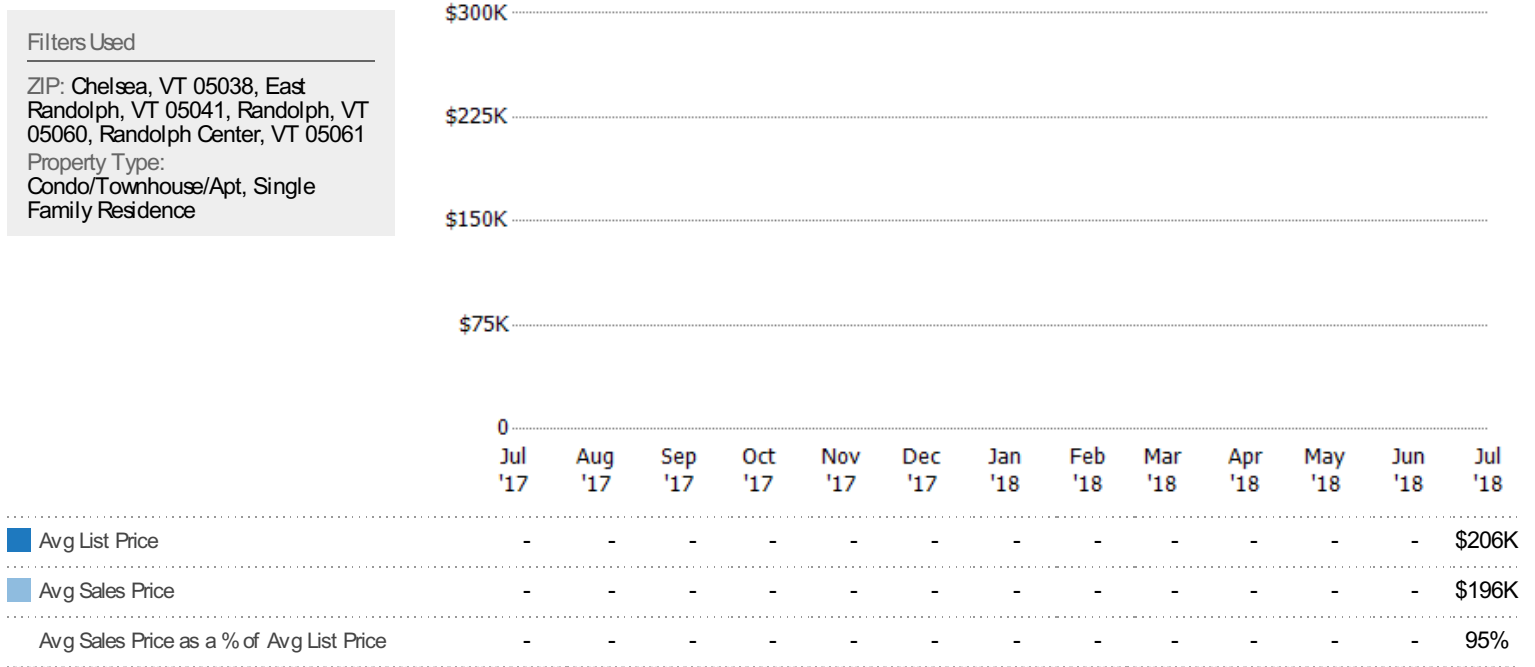 Filters Used
ZIP: Chelsea, VT 05038, East
Randolph, VT 05041, Randolph, VT
05060, Randolph Center, VT 05061
Property Type:
Condo/Townhouse/Apt, Single
Family Residence
$300K
$225K
$150K
$75K
0
Jul Aug Sep Oct Nov Dec Jan Feb Mar Apr May Jun Jul
'17 '17 '17 '17 '17 '17 '18 '18 '18 '18 '18 '18 '18
Avg List Price - - - - - - - - - - - - $206K
Avg Sales Price - - - - - - - - - - - - $196K
Avg Sales Price as a % of Avg List Price - - - - - - - - - - - - 95%